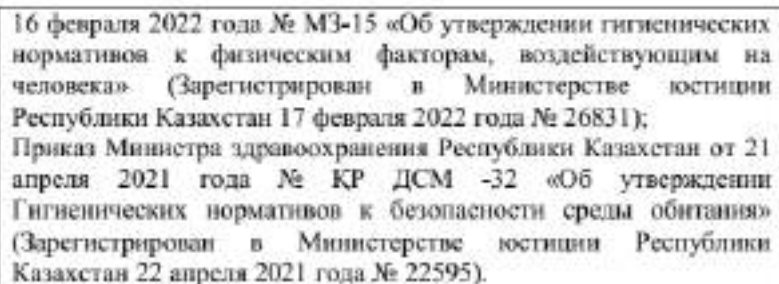 16 февраля 2022 года № МЗ-15 «Об утверждении гигиенических
нормативов к физическим факторам, воздействующим на
человека» (Зарегистрирован в Министерстве юстиции
Республики Казахстан 17 февраля 2022 года № 26831);
Приказ Министра здравоохранения Республики Казахстан от 21
апреля 2021 года № ҚР ДСМ -32 «Об утверждении
Гигиенических нормативов к безопасности среды обитания»
(Зарегистрирован в Министерстве юстиции Республики
Казахстан 22 апреля 2021 года № 22595).